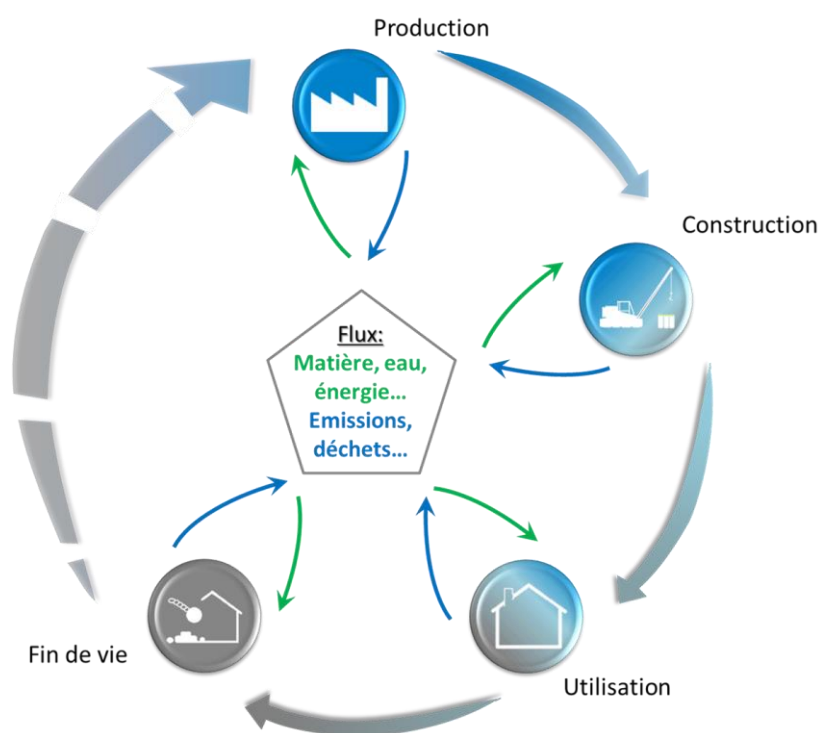 Production
Construction
Flux:
Matière, eau,
énergie...
Emissions,
déchets...
Fin de vie
Utilisation